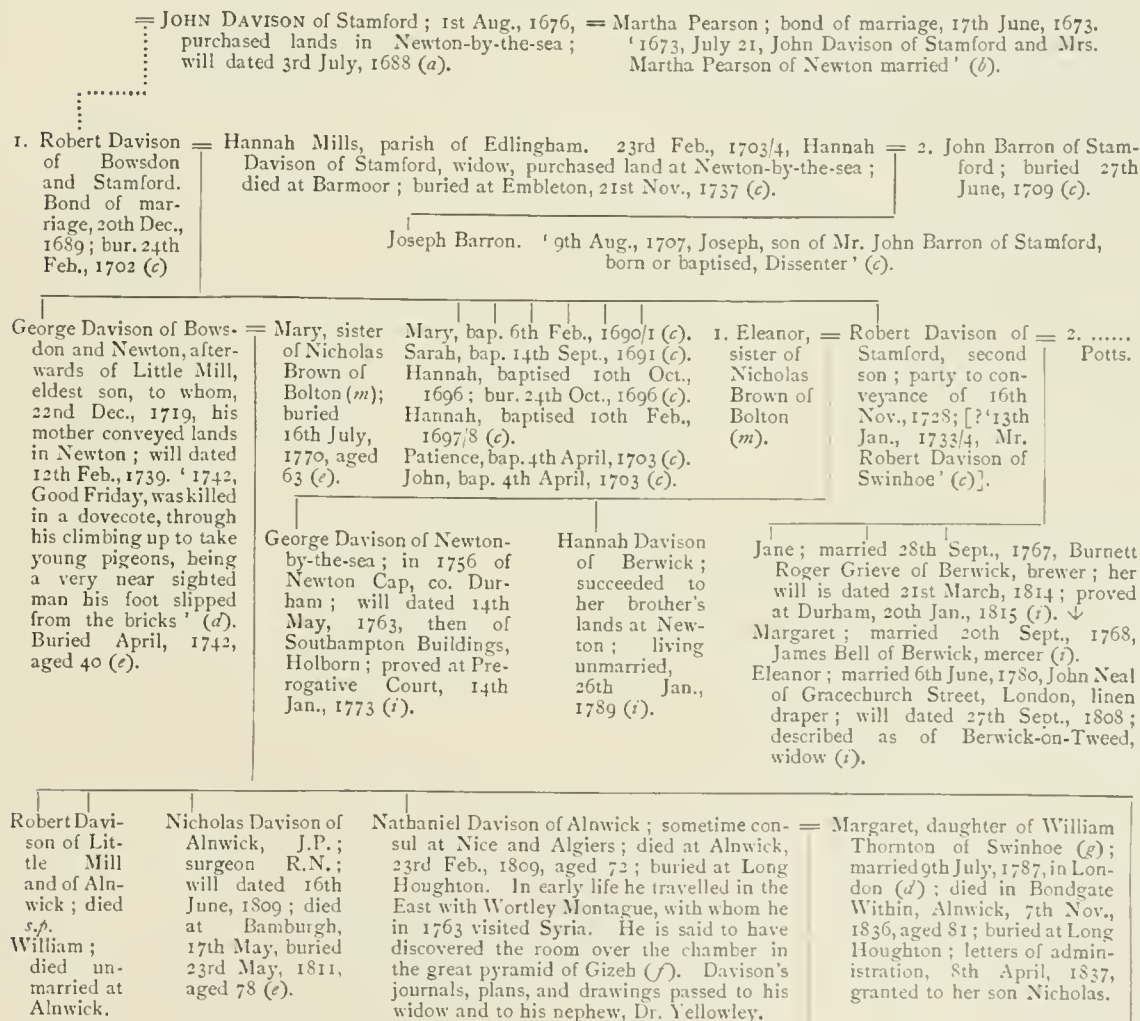 = JOHN DAVISON of Stamford ; 1st Aug., 1676,
purchased lands in Newton-by-the-sea ;
will dated 3rd July, 1688 (a).
= Martha Pearson ; bond of marriage, 17th June, 1673.
' 1673, July 21, John Davison of Stamford and Mrs.
Martha Pearson of Newton married ' (b).
1. Robert Davison
of Bowsdon
and Stamford.
Bond of mar-
riage, 20th Dec.,
1689 ; bur. 24th
Feb., 1702 (c)
= Hannah Mills, parish of Edlingham. 23rd Feb., 1703/4, Hannah
Davison of Stamford, widow, purchased land at Newton-by-the-sea ;
died at Barmoor ; buried at Embleton, 21st Nov., 1737 (c).
= 2. John Barron of Stam-
ford ; buried 27th
June, 1709 (c).
Joseph Barron. ' 9th Aug., 1707, Joseph, son of Mr. John Barron of Stamford,
born or baptised, Dissenter ' (c).
George Davison of Bows-
don and Newton, after-
wards of Little Mill,
eldest son, to whom,
22nd Dec., 1719, his
mother conveyed lands
in Newton ; will dated
12th Feb., 1739. ' 1742,
Good Friday, was killed
in a dovecote, through
his climbing up to take
young pigeons, being
a very near sighted
man his foot slipped
from the bricks ' (d).
Buried April, 1742,
aged 40 (e).
= Mary, sister
of Nicholas
Brown of
Bolton (m);
buried
16th July,
1770, aged
63 (e).
Mary, bap. 6th Feb., 1690/1 (c).
Sarah, bap. 14th Sept., 1691 (c).
Hannah, baptised 10th Oct.,
1696 ; bur. 24th Oct., 1696 (c).
Hannah, baptised 10th Feb.,
1697/8 (c).
Patience, bap. 4th April, 1703 (c).
John, bap. 4th April, 1703 (c).
1. Eleanor,
sister of
Nicholas
Brown of
Bolton
(m).
= Robert Davison of
Stamford, second
son ; party to con-
veyance of 16th
Nov., 1728; [?'13th
Jan., 1733/4, Mr.
Robert Davison of
Swinhoe' (c)].
= 2. ......
Potts.
George Davison of Newton-
by-the-sea ; in 1756 of
Newton Cap, co. Dur-
ham ; will dated 14th
May, 1763, then of
Southampton Buildings,
Holborn ; proved at Pre-
rogative Court, 14th
Jan., 1773 (i).
Hannah Davison
of Berwick ;
succeeded to
her brother's
lands at New-
ton ; living
unmarried,
26th Jan.,
1789 (i).
Jane ; married 28th Sept., 1767, Burnett
Roger Grieve of Berwick, brewer ; her
will is dated 21st March, 1814 ; proved
at Durham, 20th Jan., 1815 (i). ↓
Margaret ; married 20th Sept., 1768,
James Bell of Berwick, mercer (i).
Eleanor ; married 6th June, 1780, John Neal
of Gracechurch Street, London, linen
draper ; will dated 27th Sept., 1808 ;
described as of Berwick-on-Tweed,
widow (i).
Robert Davi-
son of Lit-
tle Mill
and of Aln-
wick ; died
s.p.
William ;
died un-
married at
Alnwick.
Nicholas Davison of
Alnwick, J.P. ;
surgeon R.N. ;
will dated 16th
June, 1809 ; died
at Bamburgh,
17th May, buried
23rd May, 1811,
aged 78 (e).
Nathaniel Davison of Alnwick ; sometime con-
sul at Nice and Algiers ; died at Alnwick,
23rd Feb., 1809, aged 72 ; buried at Long
Houghton. In early life he travelled in the
East with Wortley Montague, with whom he
in 1763 visited Syria. He is said to have
discovered the room over the chamber in
the great pyramid of Gizeh (f). Davison's
journals, plans, and drawings passed to his
widow and to his nephew, Dr. Yellowley.
= Margaret, daughter of William
Thornton of Swinhoe (g) ;
married 9th July, 1787, in Lon-
don (d) ; died in Bondgate
Within, Alnwick, 7th Nov.,
1836, aged 81 ; buried at Long
Houghton ; letters of admin-
istration, 8th April, 1837,
granted to her son Nicholas.